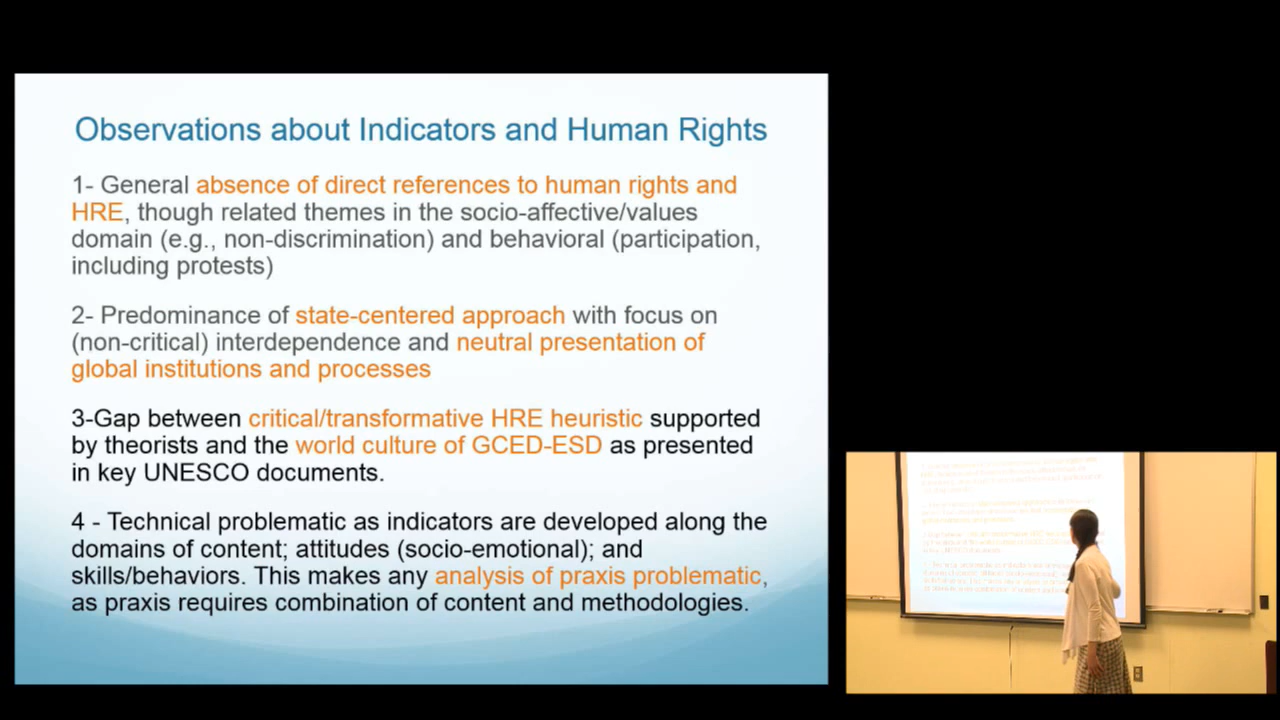 Observations about Indicators and Human Rights
1- General absence of direct references to human rights and
HRE, though related themes in the socio-affective/values
domain (e.g., non-discrimination) and behavioral (participation,
including protests)
2- Predominance of state-centered approach with focus on
(non-critical) interdependence and neutral presentation of
global institutions and processes
3-Gap between critical/transformative HRE heuristic supported
by theorists and the world culture of GCED-ESD as presented
in key UNESCO documents.
4 - Technical problematic as indicators are developed along the
domains of content; attitudes (socio-emotional); and
skills/behaviors. This makes any analysis of praxis problematic,
as praxis requires combination of content and methodologies.